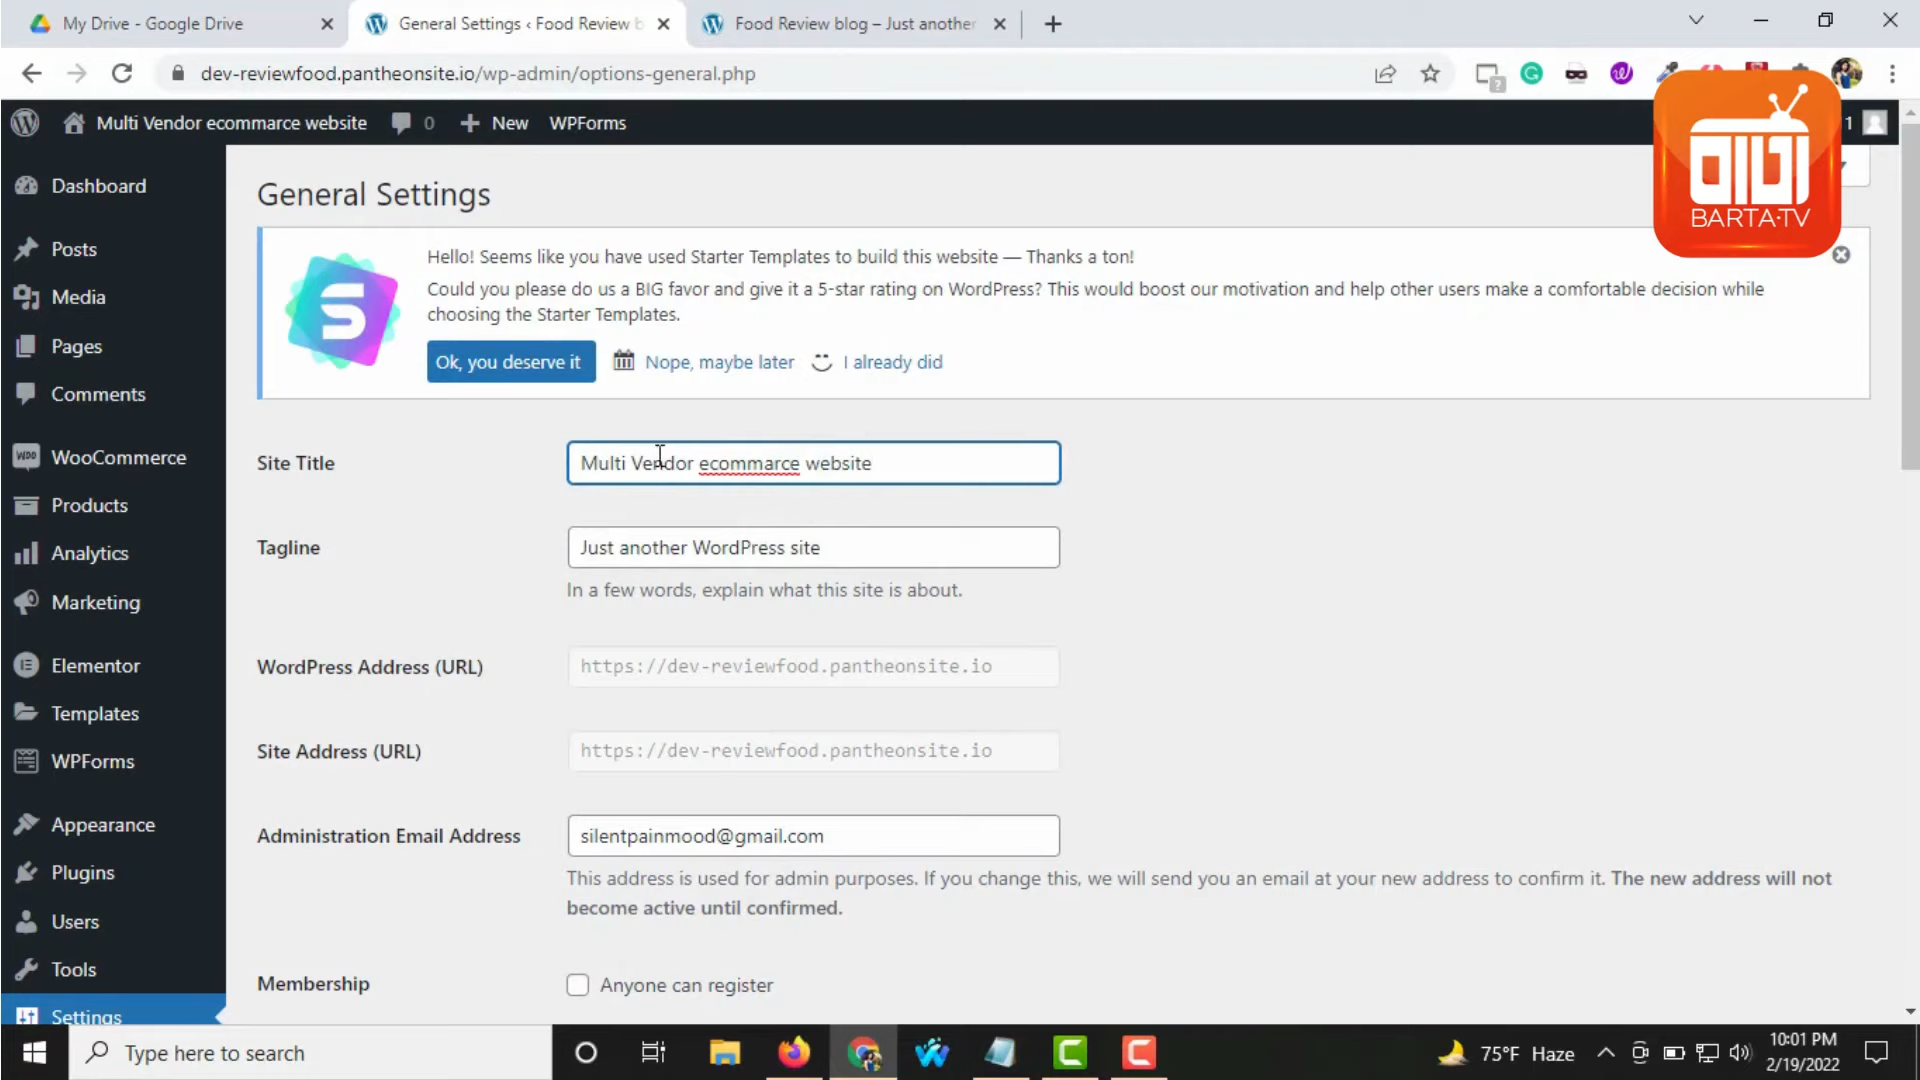 My Drive - Google Drive
General Settings ‹ Food Review b
Food Review blog – Just another
dev-reviewfood.pantheonsite.io/wp-admin/options-general.php
Multi Vendor ecommarce website
0
New
WPForms
1
বার্তা
BARTA·TV
Dashboard
Posts
Media
Pages
Comments
WooCommerce
Products
Analytics
Marketing
Elementor
Templates
WPForms
Appearance
Plugins
Users
Tools
Settings
General Settings
Hello! Seems like you have used Starter Templates to build this website — Thanks a ton!
Could you please do us a BIG favor and give it a 5-star rating on WordPress? This would boost our motivation and help other users make a comfortable decision while
choosing the Starter Templates.
Ok, you deserve it
Nope, maybe later
I already did
Site Title
Multi Vendor ecommarce website
Tagline
Just another WordPress site
In a few words, explain what this site is about.
WordPress Address (URL)
https://dev-reviewfood.pantheonsite.io
Site Address (URL)
https://dev-reviewfood.pantheonsite.io
Administration Email Address
silentpainmood@gmail.com
This address is used for admin purposes. If you change this, we will send you an email at your new address to confirm it. The new address will not
become active until confirmed.
Membership
Anyone can register
Type here to search
75°F Haze
10:01 PM
2/19/2022